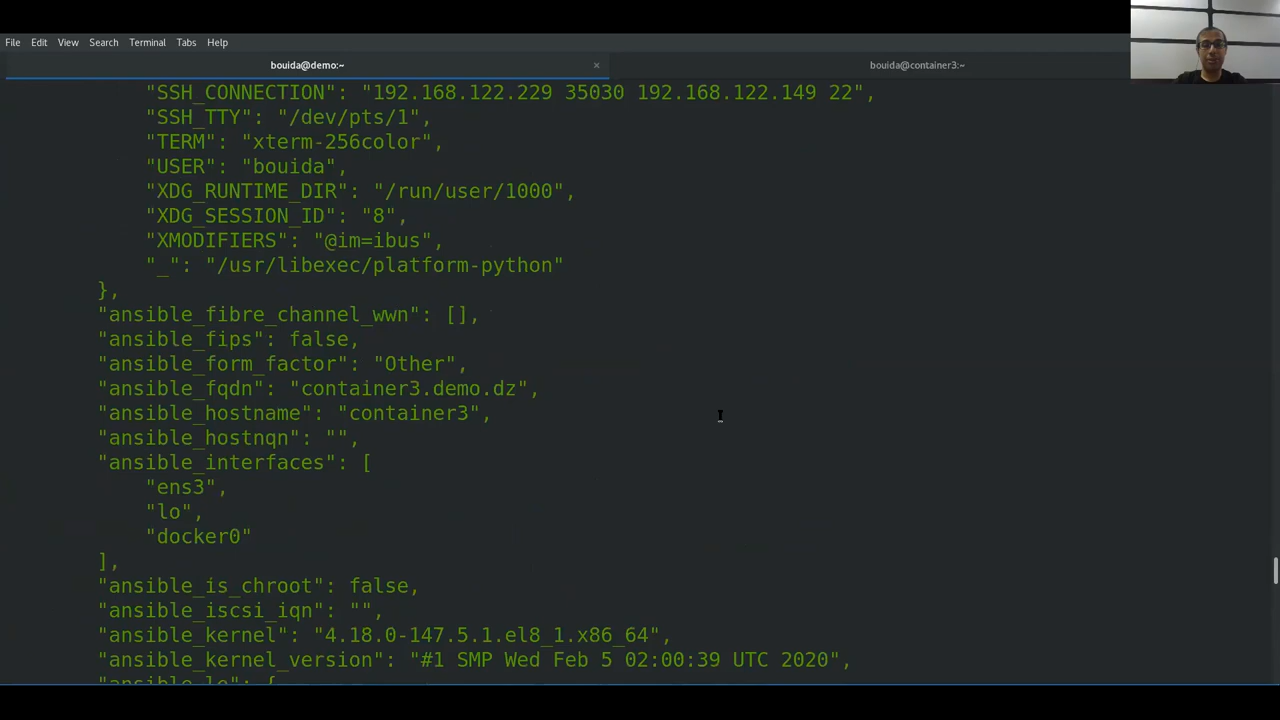 File Edit View Search Terminal Tabs Help
bouida@demo:~ × bouida@container3:~
"SSH_CONNECTION": "192.168.122.229 35030 192.168.122.149 22",
"SSH_TTY": "/dev/pts/1",
"TERM": "xterm-256color",
"USER": "bouida",
"XDG_RUNTIME_DIR": "/run/user/1000",
"XDG_SESSION_ID": "8",
"XMODIFIERS": "@im=ibus",
"_": "/usr/libexec/platform-python"
},
"ansible_fibre_channel_wwn": [],
"ansible_fips": false,
"ansible_form_factor": "Other",
"ansible_fqdn": "container3.demo.dz",
"ansible_hostname": "container3",
"ansible_hostnqn": "",
"ansible_interfaces": [
"ens3",
"lo",
"docker0"
],
"ansible_is_chroot": false,
"ansible_iscsi_iqn": "",
"ansible_kernel": "4.18.0-147.5.1.el8_1.x86_64",
"ansible_kernel_version": "#1 SMP Wed Feb 5 02:00:39 UTC 2020",
"ansible_lo": {